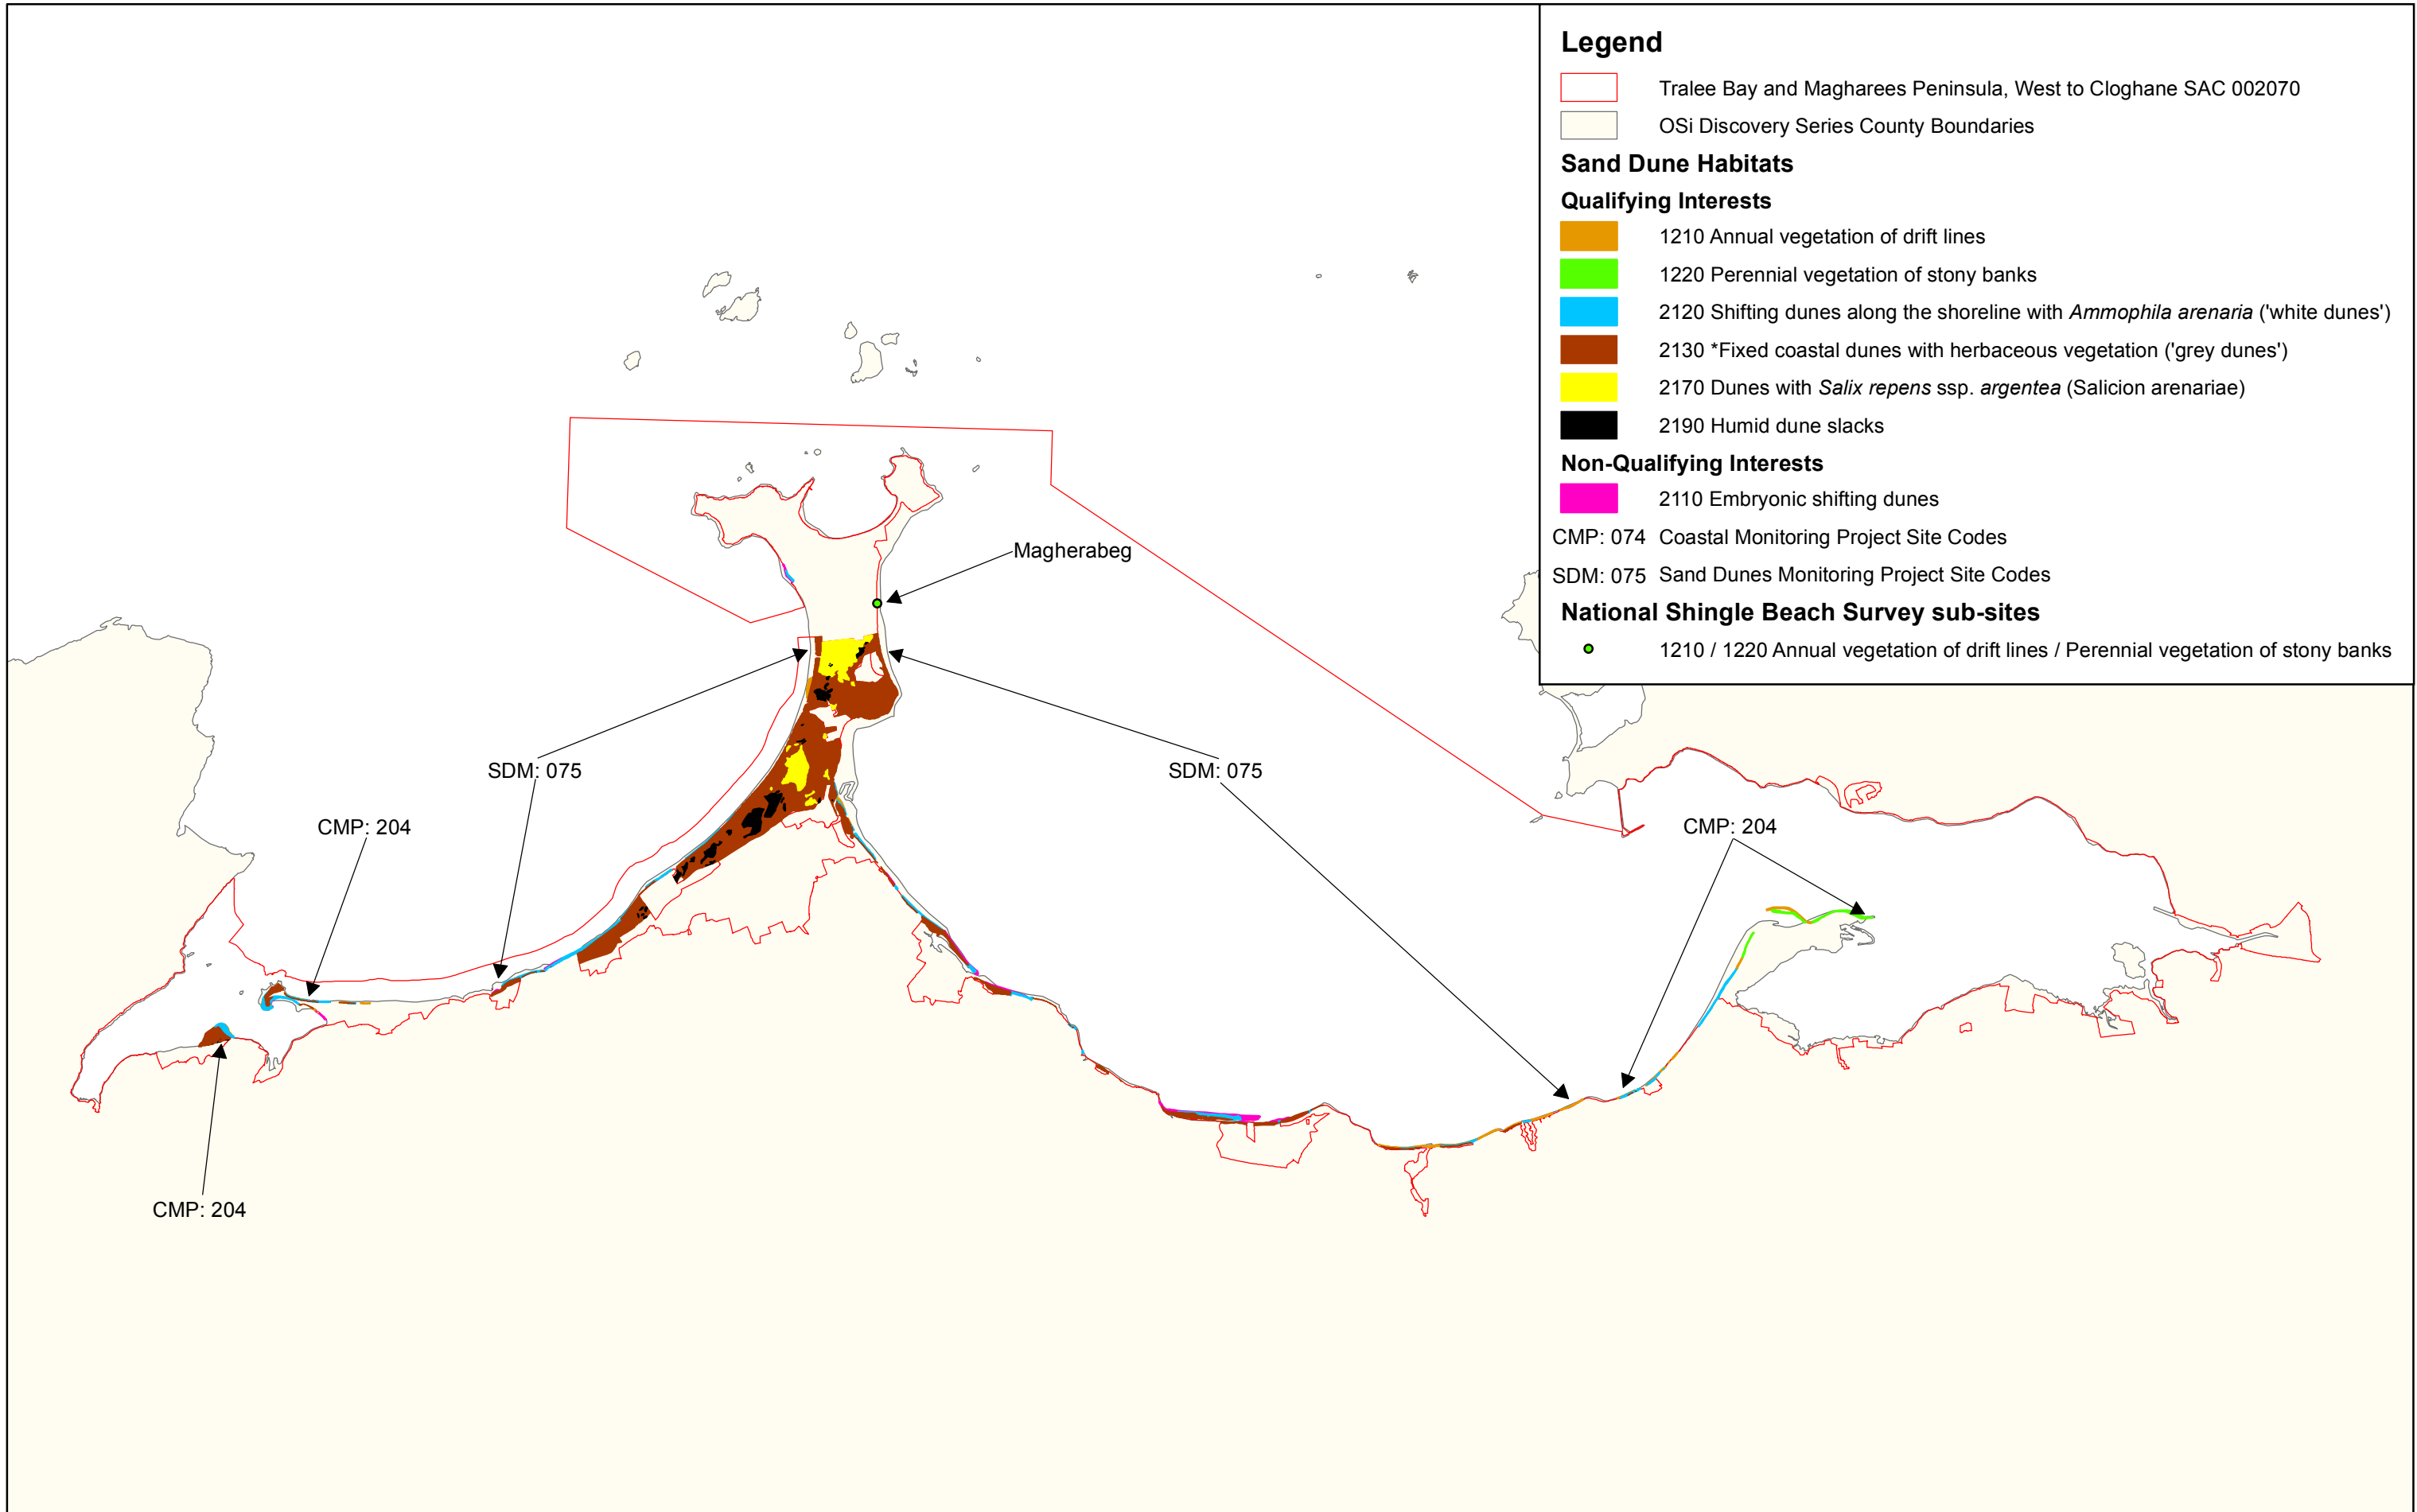 Legend
Tralee Bay and Magharees Peninsula, West to Cloghane SAC 002070
OSi Discovery Series County Boundaries
Sand Dune Habitats
Qualifying Interests
1210 Annual vegetation of drift lines
1220 Perennial vegetation of stony banks
2120 Shifting dunes along the shoreline with Ammophila arenaria ('white dunes')
2130 *Fixed coastal dunes with herbaceous vegetation ('grey dunes')
2170 Dunes with Salix repens ssp. argentea (Salicion arenariae)
2190 Humid dune slacks
Non-Qualifying Interests
2110 Embryonic shifting dunes
CMP: 074 Coastal Monitoring Project Site Codes
SDM: 075 Sand Dunes Monitoring Project Site Codes
National Shingle Beach Survey sub-sites
1210 / 1220 Annual vegetation of drift lines / Perennial vegetation of stony banks
Magherabeg
SDM: 075
SDM: 075
CMP: 204
CMP: 204
CMP: 204